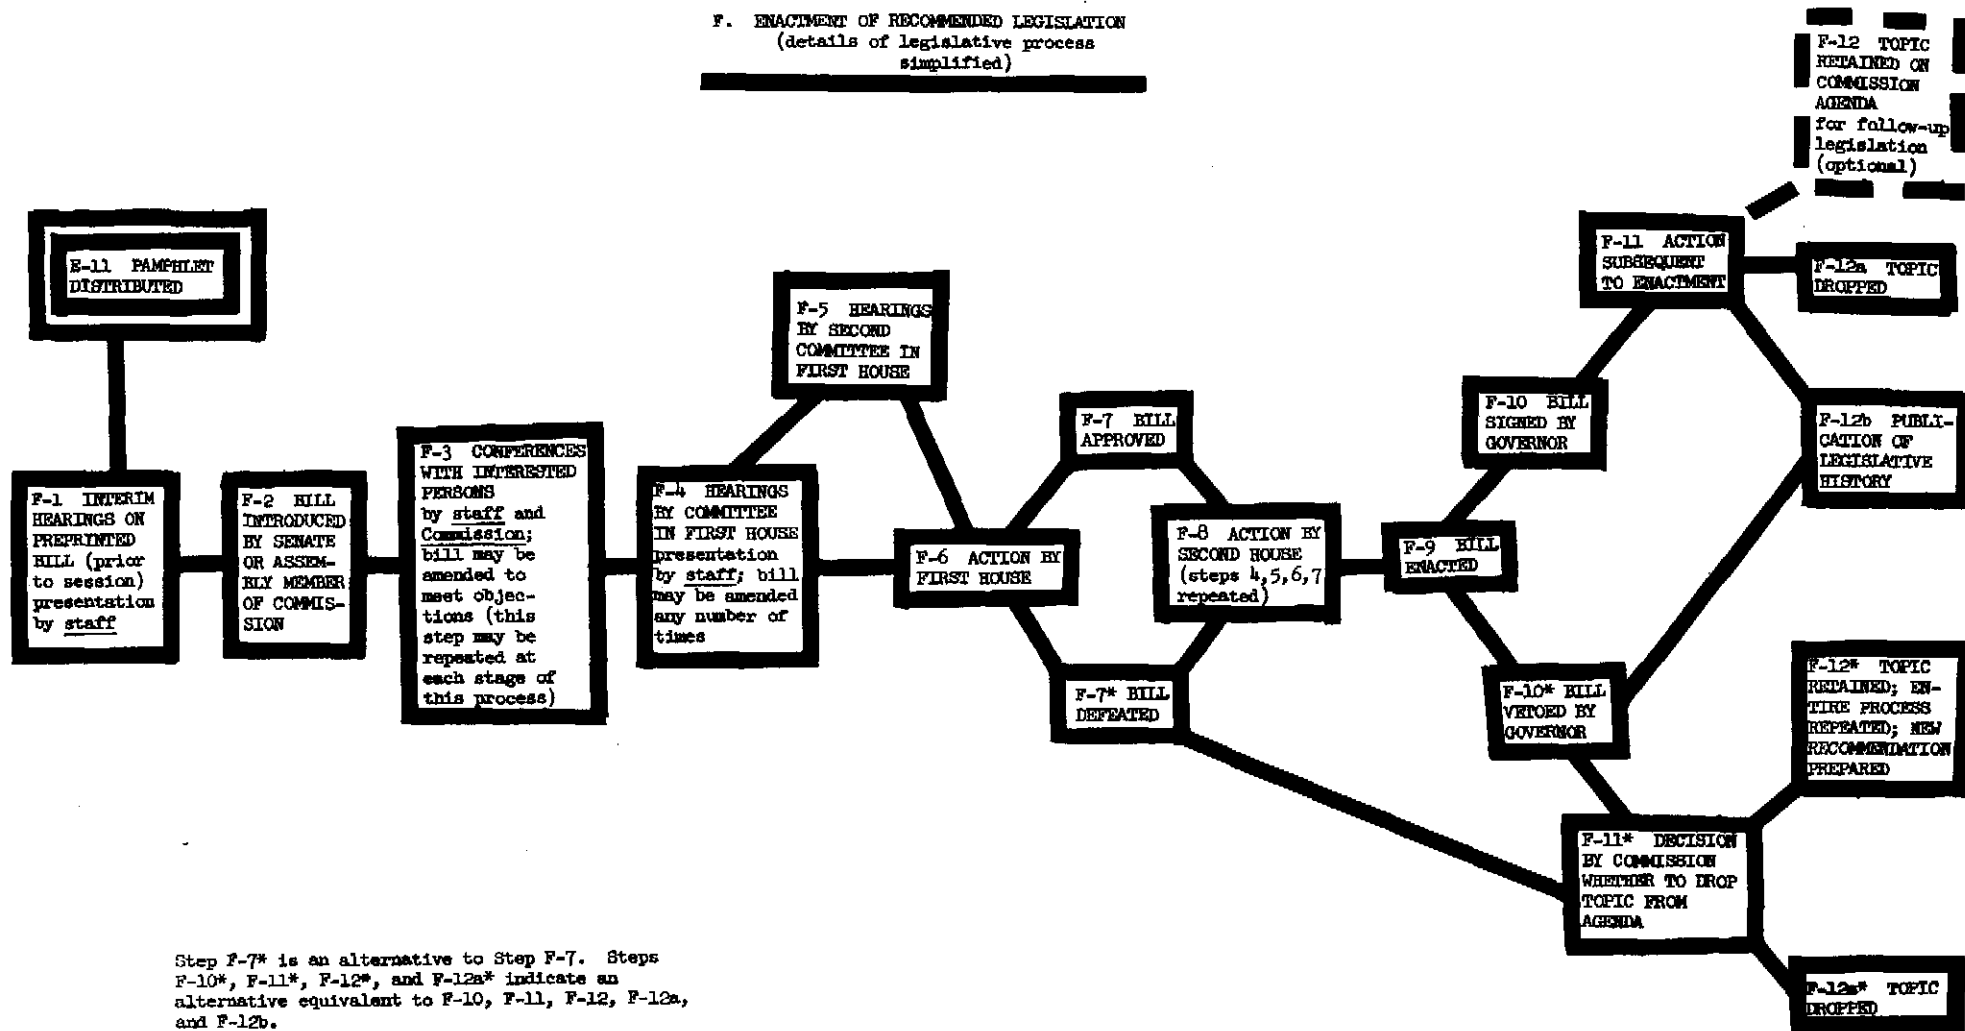 F. ENACTMENT OF RECOMMENDED LEGISLATION
(details of legislative process
simplified)
F-12 TOPIC
RETAINED ON
COMMISSION
AGENDA
for follow-up
legislation
(optional)
E-11 PAMPHLET
DISTRIBUTED
F-1 INTERIM
HEARINGS ON
PREPRINTED
BILL (prior
to session)
presentation
by staff
F-2 BILL
INTRODUCED
BY SENATE
OR ASSEM-
BLY MEMBER
OF COMMIS-
SION
F-3 CONFERENCES
WITH INTERESTED
PERSONS
by staff and
Commission;
bill may be
amended to
meet objec-
tions (this
step may be
repeated at
each stage of
this process)
F-4 HEARINGS
BY COMMITTEE
IN FIRST HOUSE
presentation
by staff; bill
may be amended
any number of
times
F-5 HEARINGS
BY SECOND
COMMITTEE IN
FIRST HOUSE
F-6 ACTION BY
FIRST HOUSE
F-7 BILL
APPROVED
F-7* BILL
DEFEATED
F-8 ACTION BY
SECOND HOUSE
(steps 4,5,6,7
repeated)
F-9 BILL
ENACTED
F-10 BILL
SIGNED BY
GOVERNOR
F-10* BILL
VETOED BY
GOVERNOR
F-11 ACTION
SUBSEQUENT
TO ENACTMENT
F-12a TOPIC
DROPPED
F-12b PUBLI-
CATION OF
LEGISLATIVE
HISTORY
F-12* TOPIC
RETAINED; EN-
TIRE PROCESS
REPEATED; NEW
RECOMMENDATION
PREPARED
F-11* DECISION
BY COMMISSION
WHETHER TO DROP
TOPIC FROM
AGENDA
F-12a* TOPIC
DROPPED
Step F-7* is an alternative to Step F-7. Steps
F-10*, F-11*, F-12*, and F-12a* indicate an
alternative equivalent to F-10, F-11, F-12, F-12a,
and F-12b.